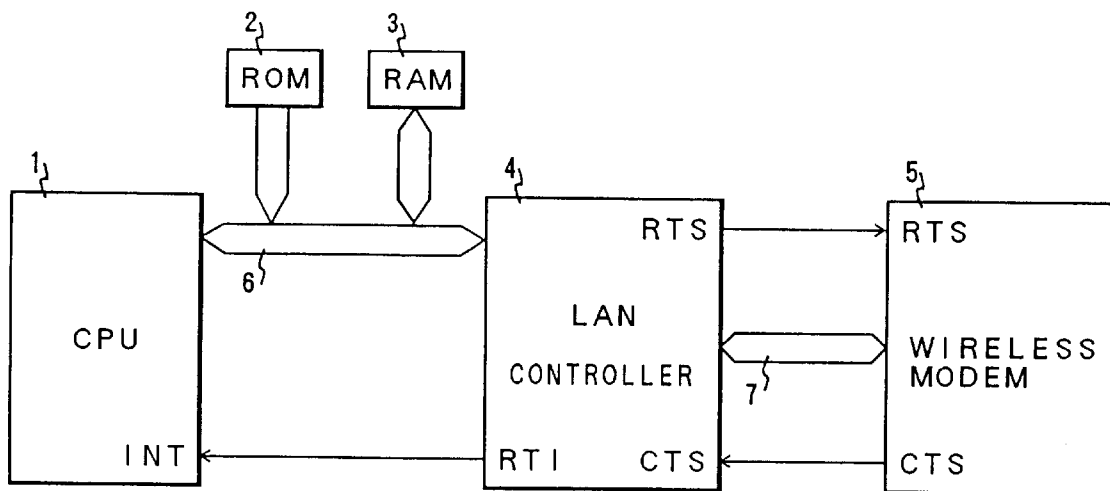 2
3
ROM
RAM
1
4
5
RTS
RTS
6
CPU
LAN
CONTROLLER
7
WIRELESS
MODEM
INT
RTI
CTS
CTS